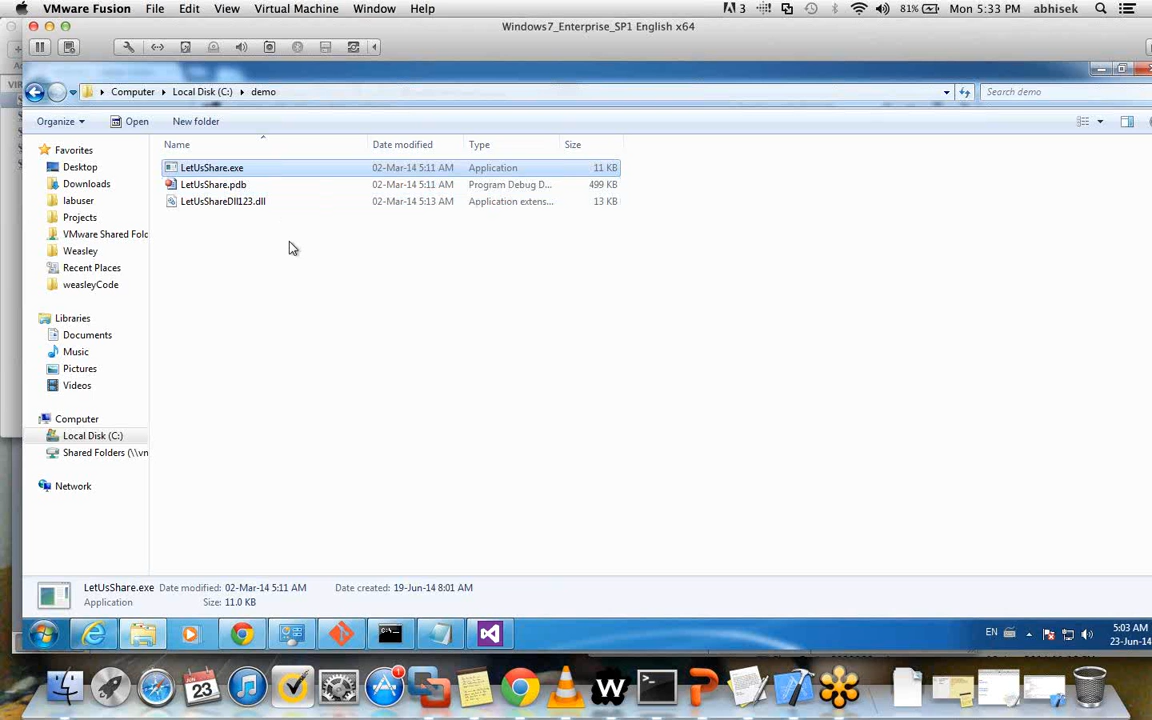 VMware Fusion File Edit View Virtual Machine Window Help 3 81% Mon 5:33 PM abhisek
Windows7_Enterprise_SP1 English x64
Computer Local Disk (C:) demo Search demo
Organize Open New folder
Name Date modified Type Size
Favorites
Desktop
Downloads
labuser
Projects
VMware Shared Fol
Weasley
Recent Places
weasleyCode
Libraries
Documents
Music
Pictures
Videos
Computer
Local Disk (C:)
Shared Folders (\\vn
Network
LetUsShare.exe 02-Mar-14 5:11 AM Application 11 KB
LetUsShare.pdb 02-Mar-14 5:11 AM Program Debug D... 499 KB
LetUsShareDll123.dll 02-Mar-14 5:13 AM Application extens... 13 KB
LetUsShare.exe Date modified: 02-Mar-14 5:11 AM Date created: 19-Jun-14 8:01 AM
Application Size: 11.0 KB
EN 5:03 AM
23-Jun-14
JUN
23
1
W